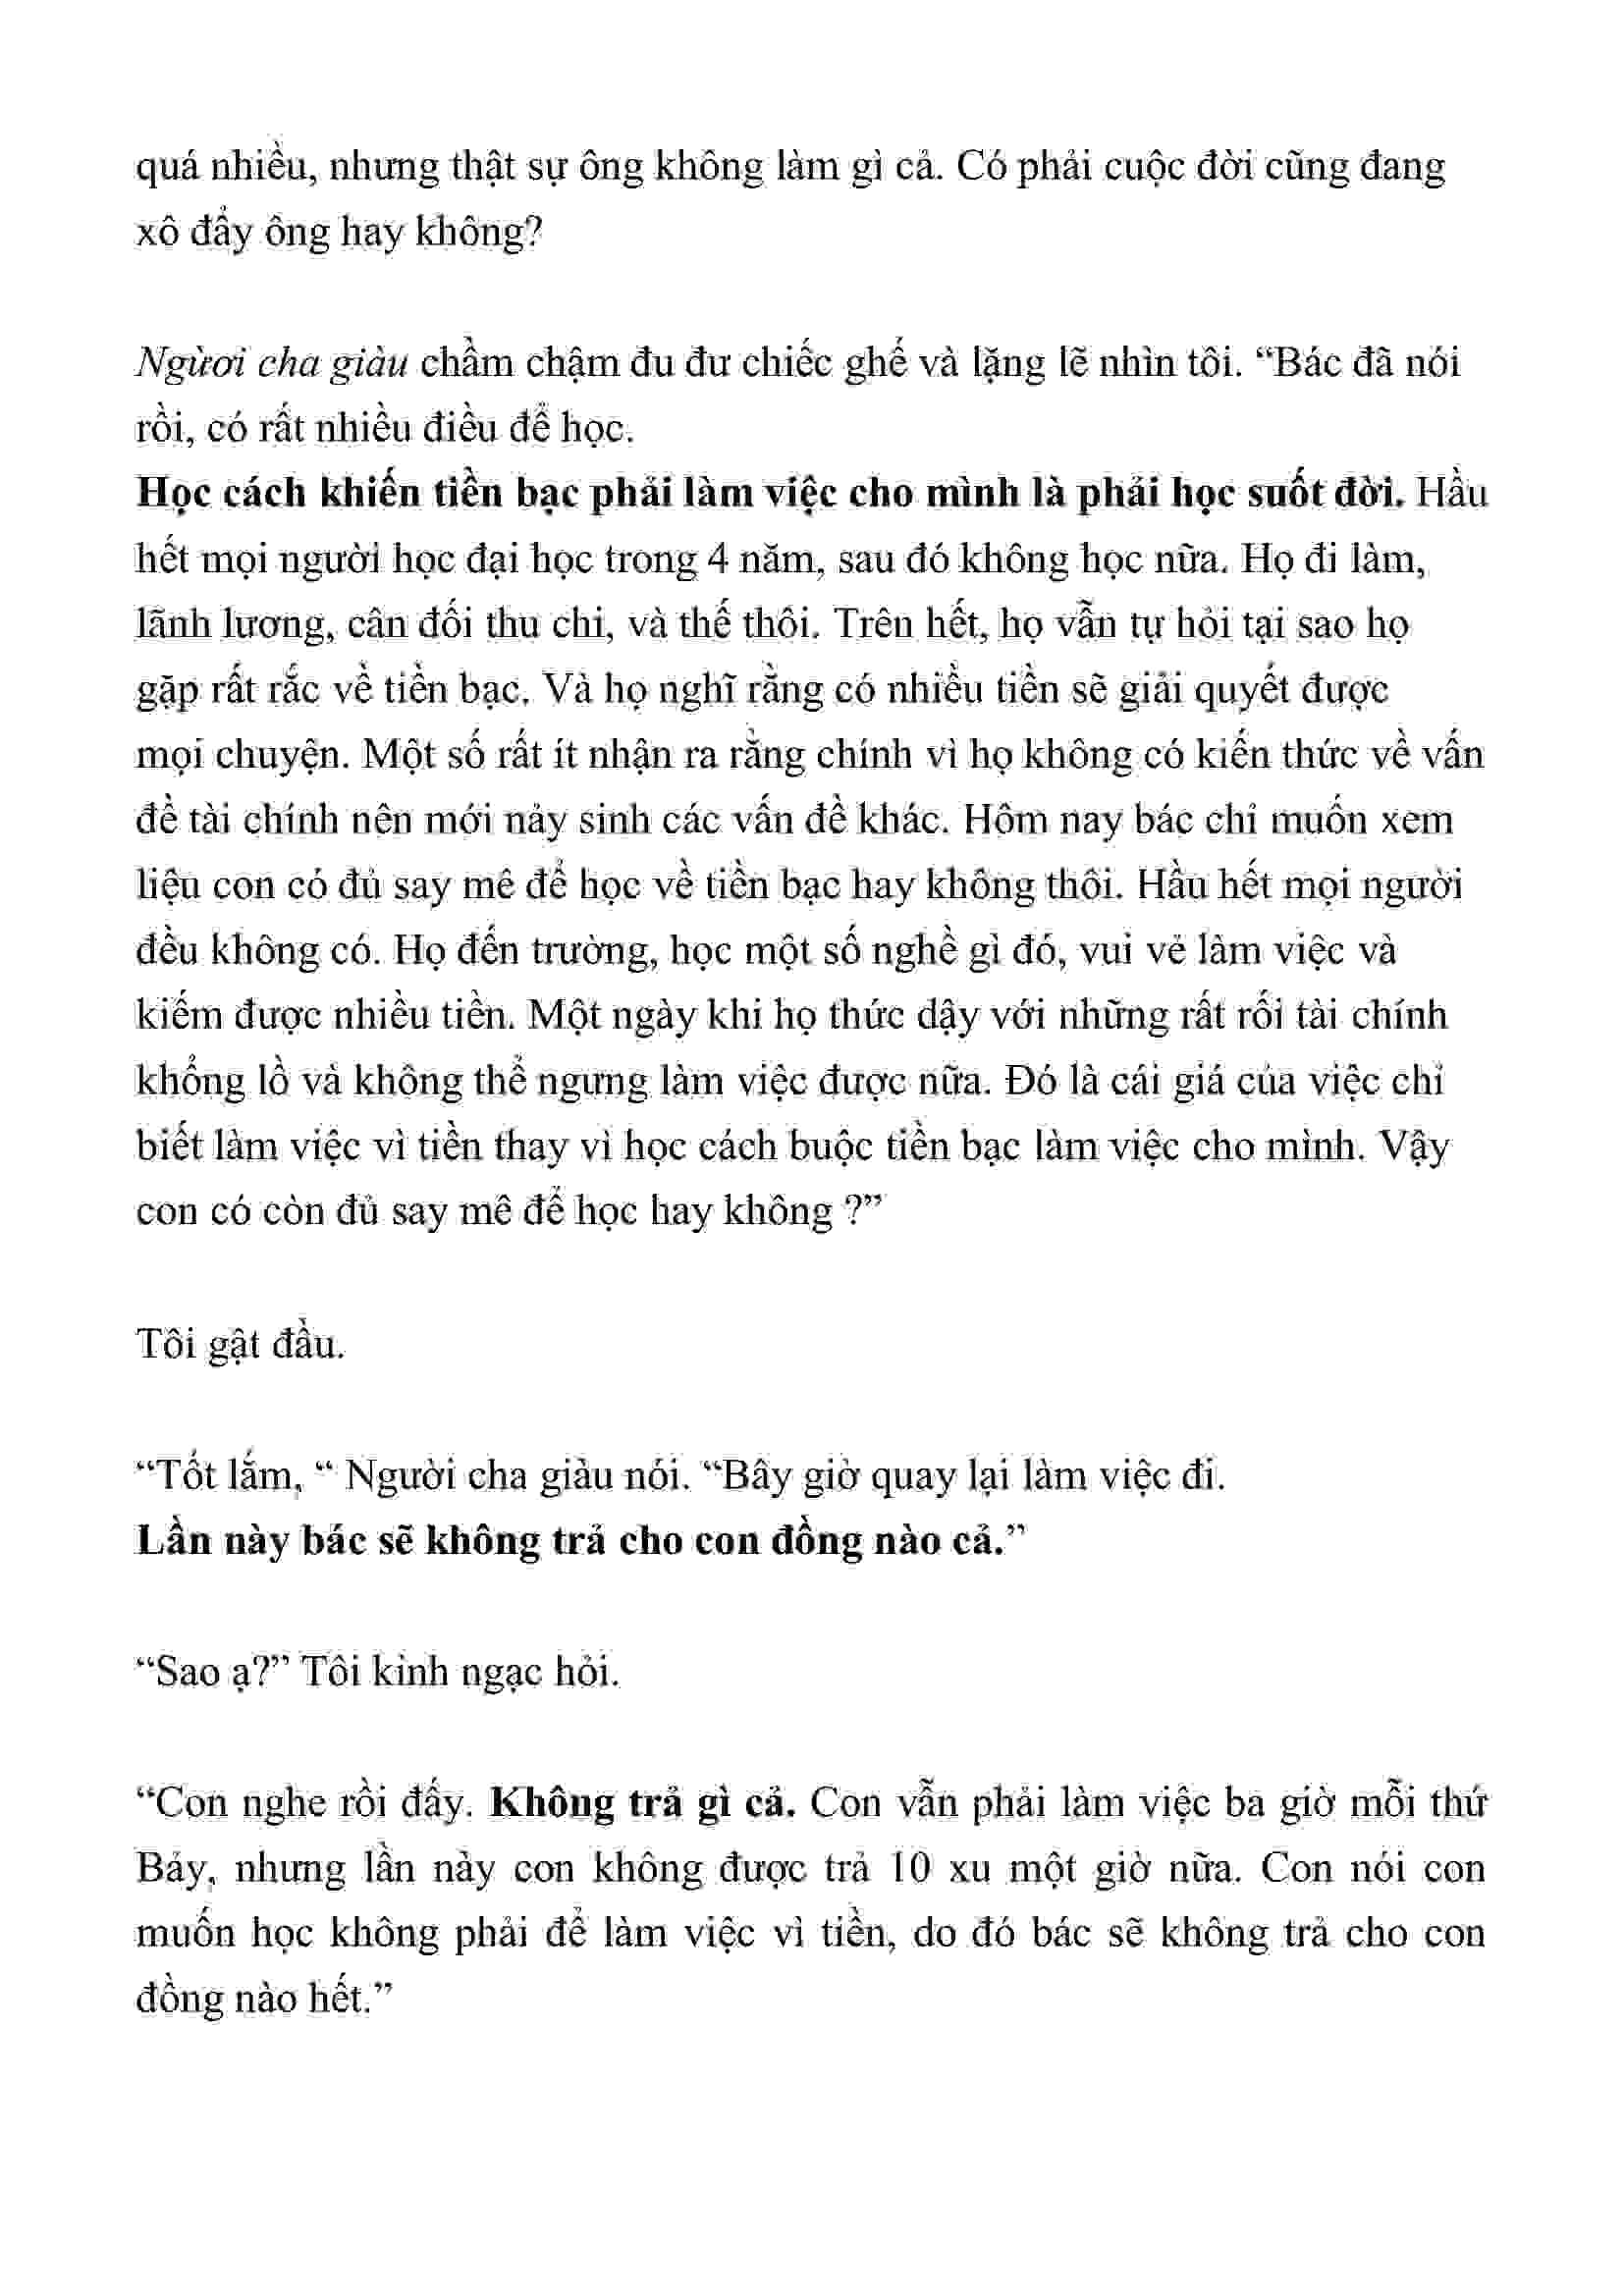 quá nhiều, nhưng thật sự ông không làm gì cả. Có phải cuộc đời cũng đang
xô đẩy ông hay không?
Ngừơi cha giàu chầm chậm đu đư chiếc ghế và lặng lẽ nhìn tôi. “Bác đã nói
rồi, có rất nhiều điều để học.
Học cách khiến tiền bạc phải làm việc cho mình là phải học suốt đời. Hầu
hết mọi người học đại học trong 4 năm, sau đó không học nữa. Họ đi làm,
lãnh lương, cân đối thu chi, và thế thôi. Trên hết, họ vẫn tự hỏi tại sao họ
gặp rất rắc về tiền bạc. Và họ nghĩ rằng có nhiều tiền sẽ giải quyết được
mọi chuyện. Một số rất ít nhận ra rằng chính vì họ không có kiến thức về vấn
đề tài chính nên mới nảy sinh các vấn đề khác. Hôm nay bác chỉ muốn xem
liệu con có đủ say mê để học về tiền bạc hay không thôi. Hầu hết mọi người
đều không có. Họ đến trường, học một số nghề gì đó, vui vẻ làm việc và
kiếm được nhiều tiền. Một ngày khi họ thức dậy với những rất rối tài chính
khổng lồ và không thể ngưng làm việc được nữa. Đó là cái giá của việc chỉ
biết làm việc vì tiền thay vì học cách buộc tiền bạc làm việc cho mình. Vậy
con có còn đủ say mê để học hay không ?”
Tôi gật đầu.
“Tốt lắm, “ Người cha giàu nói. “Bây giờ quay lại làm việc đi.
Lần này bác sẽ không trả cho con đồng nào cả.”
“Sao ạ?” Tôi kinh ngạc hỏi.
“Con nghe rồi đấy. Không trả gì cả. Con vẫn phải làm việc ba giờ mỗi thứ
Bảy, nhưng lần này con không được trả 10 xu một giờ nữa. Con nói con
muốn học không phải để làm việc vì tiền, do đó bác sẽ không trả cho con
đồng nào hết.”